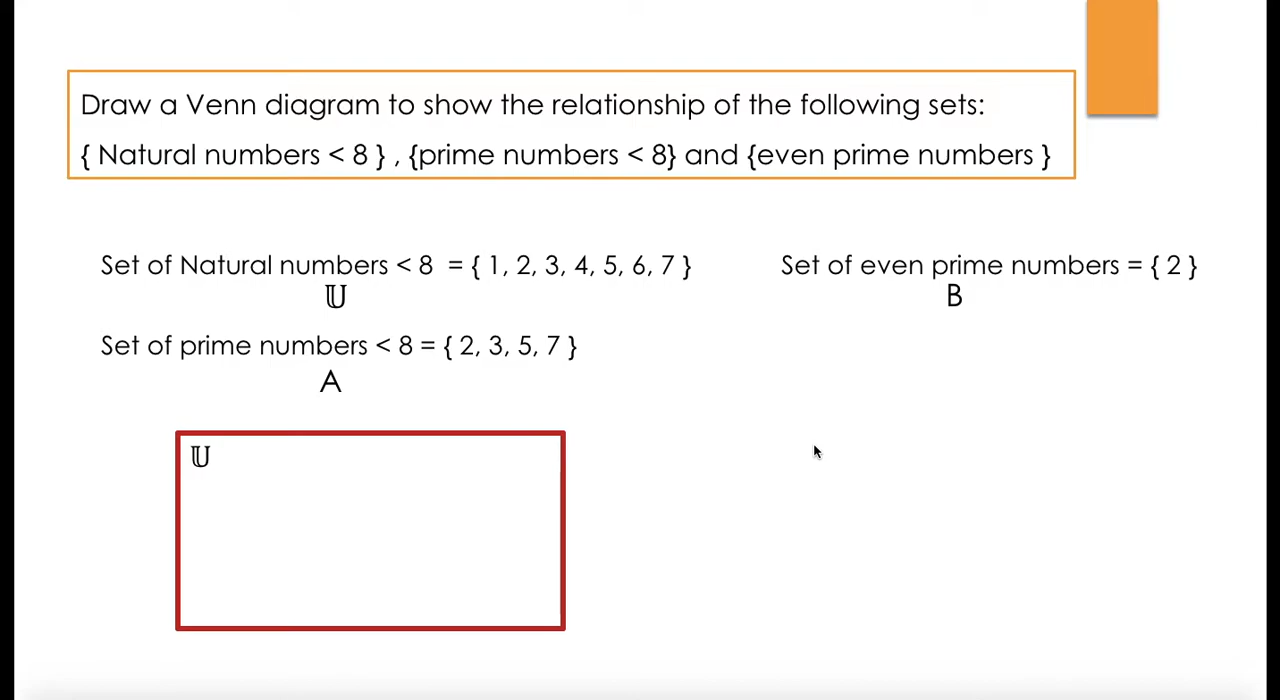 Draw a Venn diagram to show the relationship of the following sets:
{ Natural numbers < 8 } , {prime numbers < 8} and {even prime numbers }
Set of Natural numbers < 8 = { 1, 2, 3, 4, 5, 6, 7 }
𝕌
Set of even prime numbers = { 2 }
B
Set of prime numbers < 8 = { 2, 3, 5, 7 }
A
𝕌